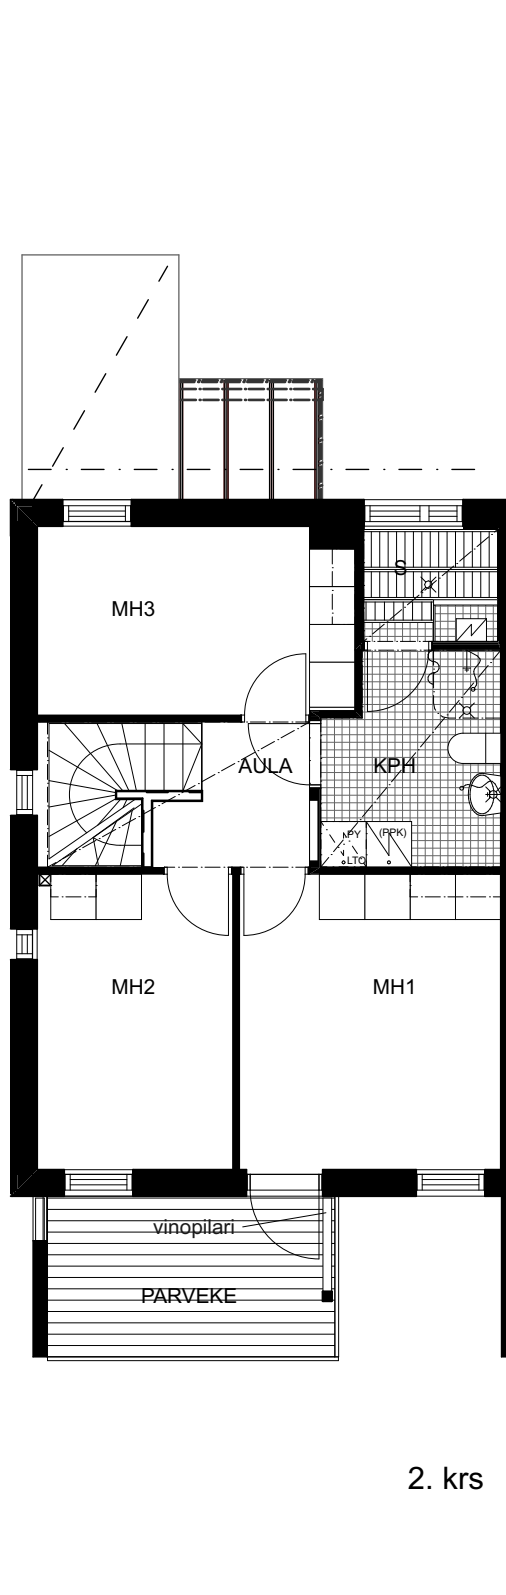 S
MH3
AULA
KPH
PY
(PPK)
LTO
MH2
MH1
vinopilari
PARVEKE
2. krs